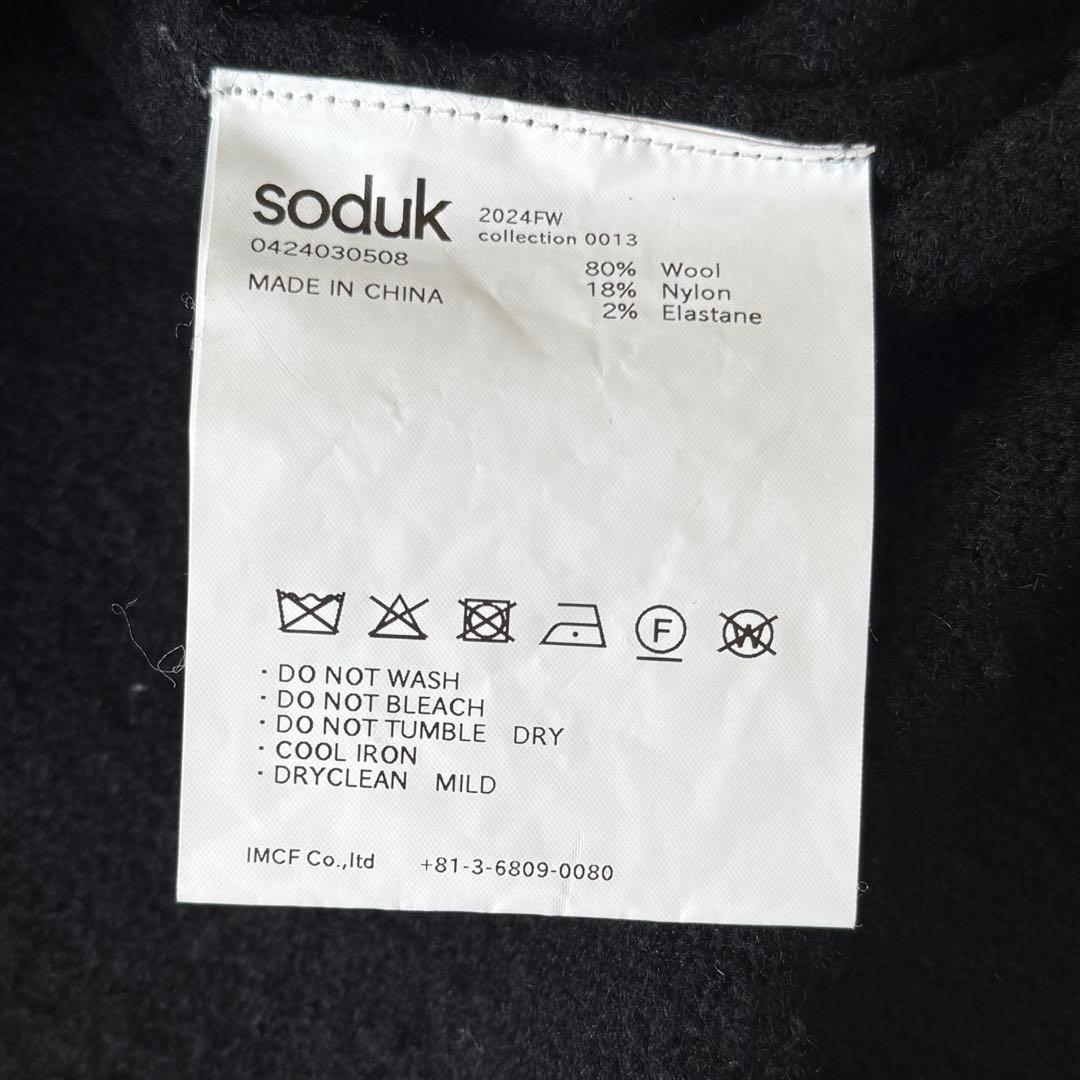 soduk
0424030508
MADE IN CHINA
2024FW
collection 0013
80% Wool
18% Nylon
2% Elastane
F
W
· DO NOT WASH
· DO NOT BLEACH
· DO NOT TUMBLE DRY
· COOL IRON
· DRYCLEAN MILD
IMCF Co.,ltd +81-3-6809-0080